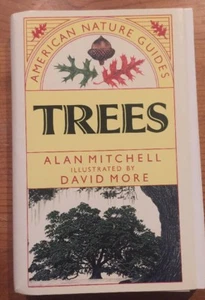 AMERICAN NATURE GUIDES
TREES
ALAN MITCHELL
ILLUSTRATED BY
DAVID MORE